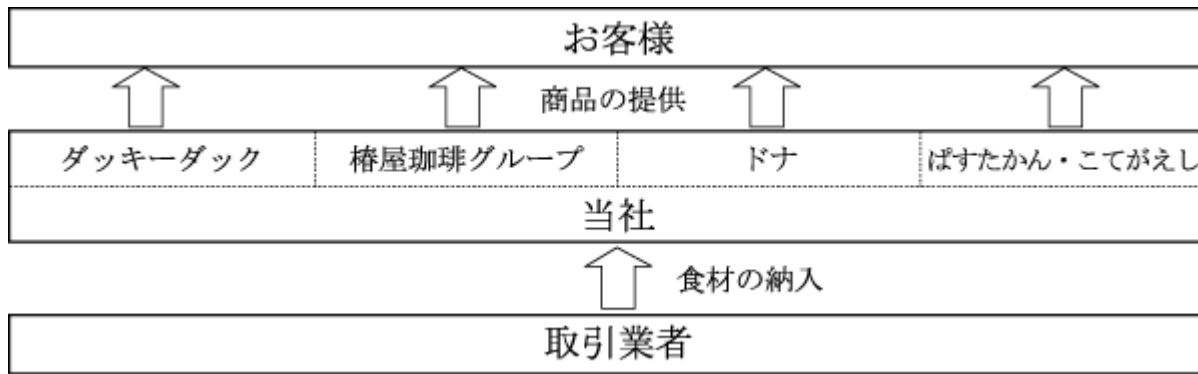 お客様
商品の提供
ダッキーダック 椿屋珈琲グループ ドナ ぱすたかん・こてがえし
当社
食材の納入
取引業者